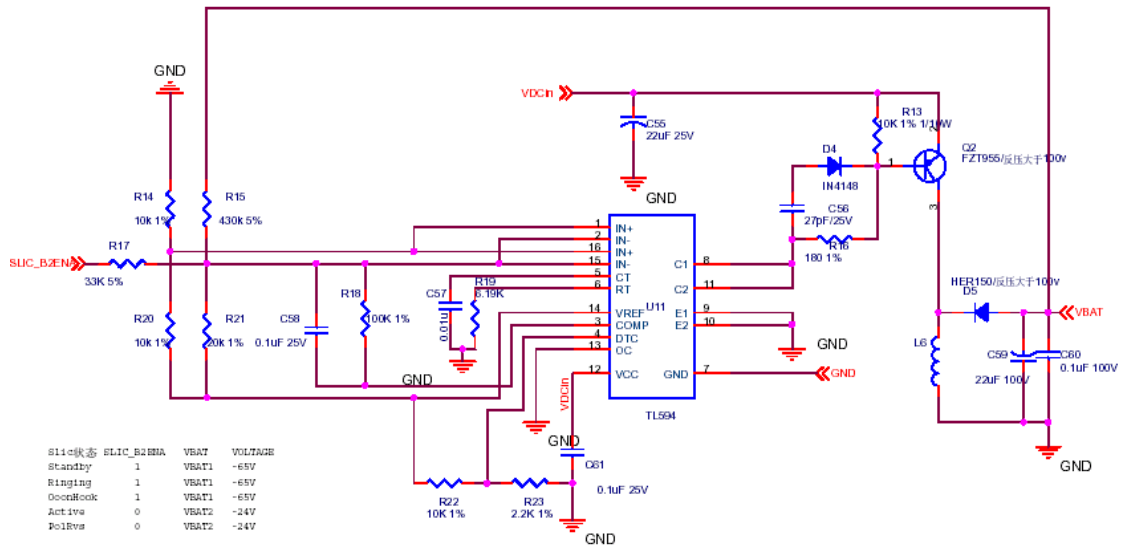 GND
VDCin
R13
10K 1% 1/10W
C55
22uF 25V
2
D4
1
Q2
FZT955/反压大于100v
IN4148
GND
R14
10k 1%
R15
430k 5%
C56
27pF/25V
3
R16
180 1%
R17
SLIC_B2ENA
33K 5%
1 IN+
2 IN-
16 IN+
15 IN-
5 CT
6 RT
14 VREF
3 COMP
4 DTC
13 OC
12 VCC
C1 8
C2 11
E1 9
E2 10
GND 7
U11
TL594
R18
100K 1%
C57
0.01u
R19
6.19K
HER150/反压大于100v
D5
VBAT
R20
10k 1%
R21
20k 1%
C58
0.1uF 25V
GND
GND
L6
C59
22uF 100V
C60
0.1uF 100V
GND
VDCin
GND
GND
C61
0.1uF 25V
R22
10K 1%
R23
2.2K 1%
GND
Slic状态 SLIC_B2ENA VBAT VOLTAGE
Standby 1 VBAT1 -65V
Ringing 1 VBAT1 -65V
OoonHook 1 VBAT1 -65V
Active 0 VBAT2 -24V
PolRvs 0 VBAT2 -24V